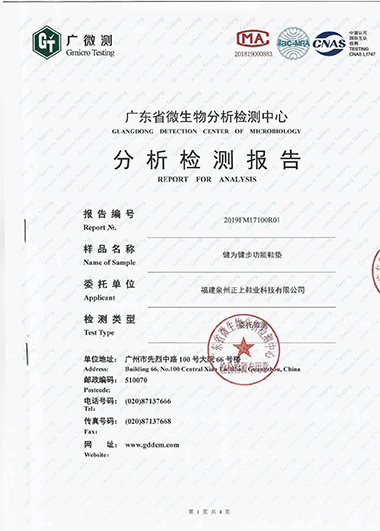 GT
广微测
Gmicro Testing
MA
201819000883
ilac-MRA
CNAS
中国认可
国际互认
检测
TESTING
CNAS L1747
广东省微生物分析检测中心
GUANGDONG DETECTION CENTER OF MICROBIOLOGY
分析检测报告
REPORT FOR ANALYSIS
报告编号
Report №.
2019FM17100R01
样品名称
Name of Sample
健为健步功能鞋垫
委托单位
Applicant
福建泉州正上鞋业科技有限公司
检测类型
Test Type
委托检测
单位地址: 广州市先烈中路 100 号大院 66 号楼
Address: Building 66, No.100 Central Xian Lie Road, Guangzhou, China
邮政编码: 510070
Postcode:
电话号码: (020)87137666
Tel:
传真号码: (020)87137668
Fax:
网 址: www.gddcm.com
Website:
第 1 页 共 4 页